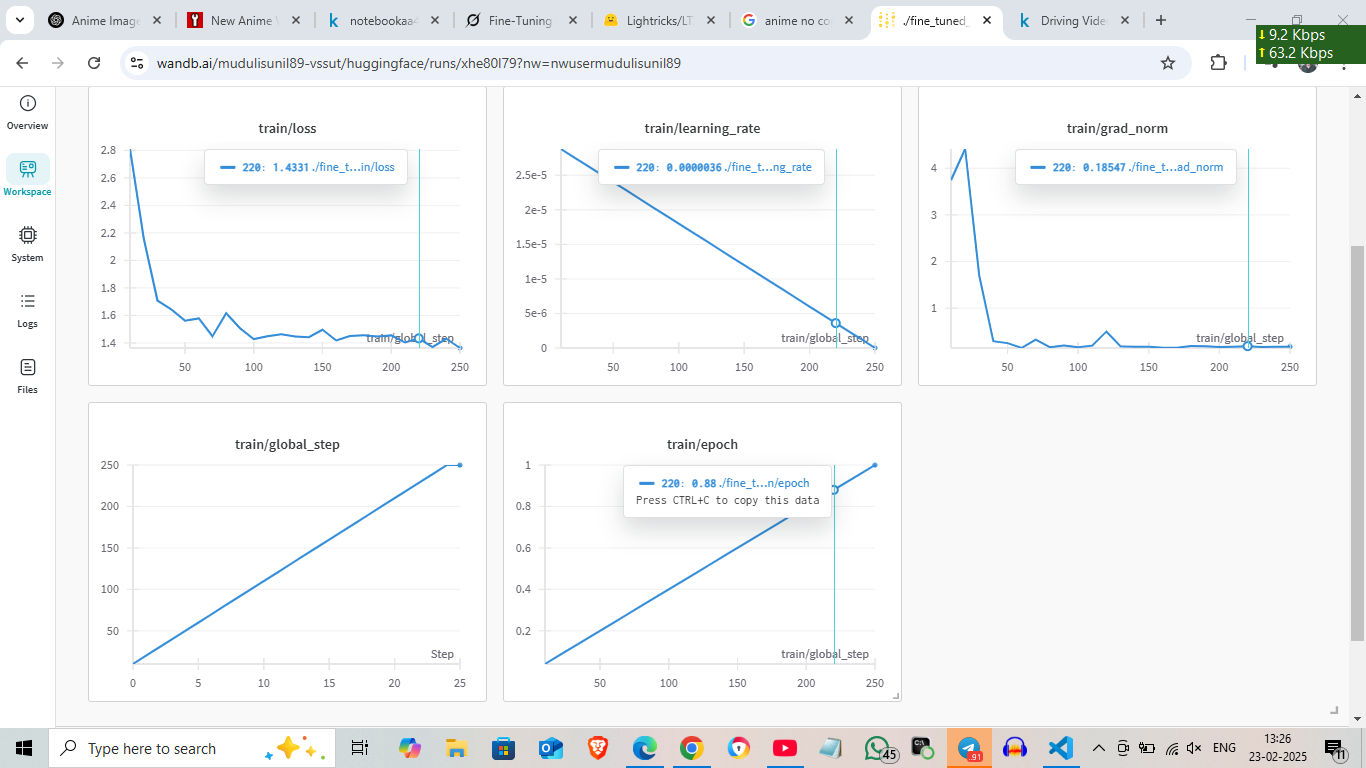 Anime Image
New Anime
notebookaa4
Fine-Tuning
Lightricks/LT
anime no co
./fine_tuned_
Driving Vide
9.2 Kbps
63.2 Kbps
wandb.ai/mudulisunil89-vssut/huggingface/runs/xhe80l79?nw=nwusermudulisunil89
Overview
Workspace
System
Logs
Files
train/loss
220: 1.4331 ./fine_t...in/loss
2.8
2.6
2.4
2.2
2
1.8
1.6
1.4
train/global_step
50
100
150
200
250
train/learning_rate
220: 0.0000036 ./fine_t...ng_rate
2.5e-5
2e-5
1.5e-5
1e-5
5e-6
0
train/global_step
50
100
150
200
250
train/grad_norm
220: 0.18547 ./fine_t...ad_norm
4
3
2
1
train/global_step
50
100
150
200
250
train/global_step
250
200
150
100
50
Step
0
5
10
15
20
25
train/epoch
220: 0.88 ./fine_t...n/epoch
Press CTRL+C to copy this data
1
0.8
0.6
0.4
0.2
train/global_step
50
100
150
200
250
Type here to search
45
.91
ENG
13:26
23-02-2025
11